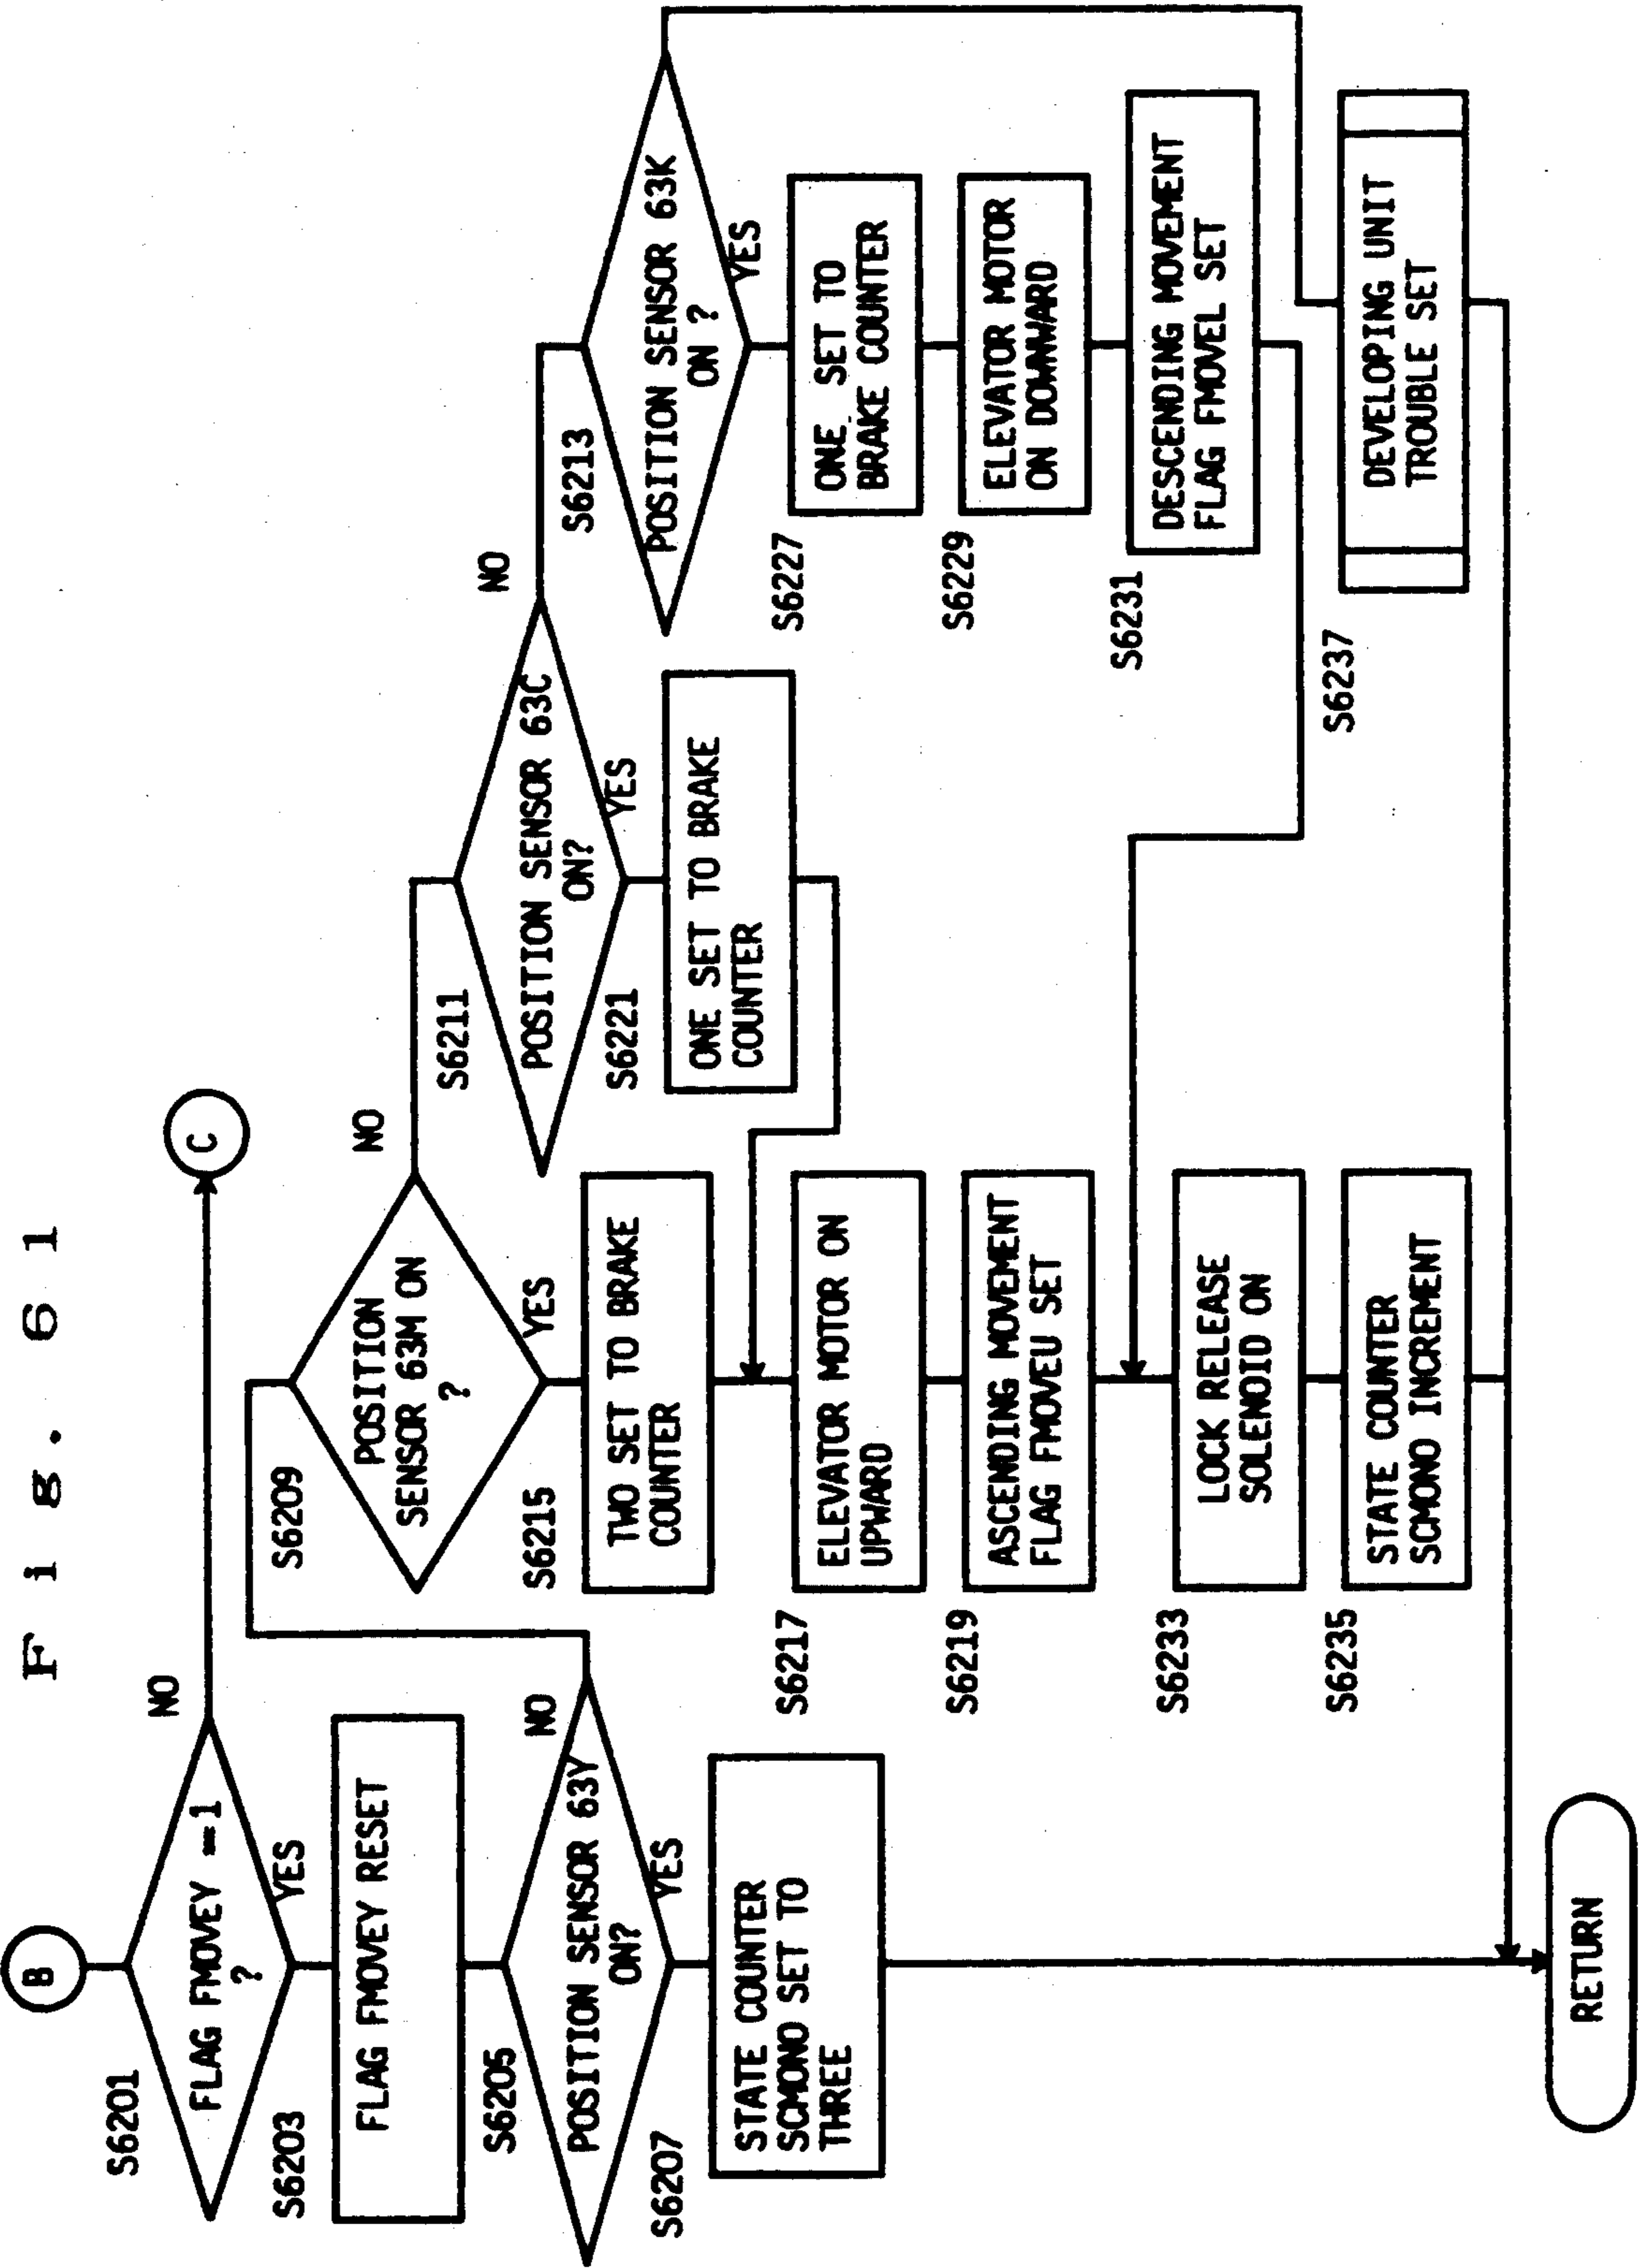 Fig. 61
B
S6201
FLAG FMOVEY =1
?
NO
C
YES
S6203
FLAG FMOVEY RESET
S6205
POSITION SENSOR 63Y
ON?
NO
YES
S6207
STATE COUNTER
SCMONO SET TO
THREE
S6209
POSITION
SENSOR 63M ON
?
NO
YES
S6215
TWO SET TO BRAKE
COUNTER
S6217
ELEVATOR MOTOR ON
UPWARD
S6219
ASCENDING MOVEMENT
FLAG FMOVEU SET
S6233
LOCK RELEASE
SOLENOID ON
S6235
STATE COUNTER
SCMONO INCREMENT
S6211
POSITION SENSOR 63C
ON?
NO
YES
S6221
ONE SET TO BRAKE
COUNTER
S6213
POSITION SENSOR 63K
ON ?
YES
S6227
ONE SET TO
BRAKE COUNTER
S6229
ELEVATOR MOTOR
ON DOWNWARD
S6231
DESCENDING MOVEMENT
FLAG FMOVEL SET
S6237
DEVELOPING UNIT
TROUBLE SET
RETURN